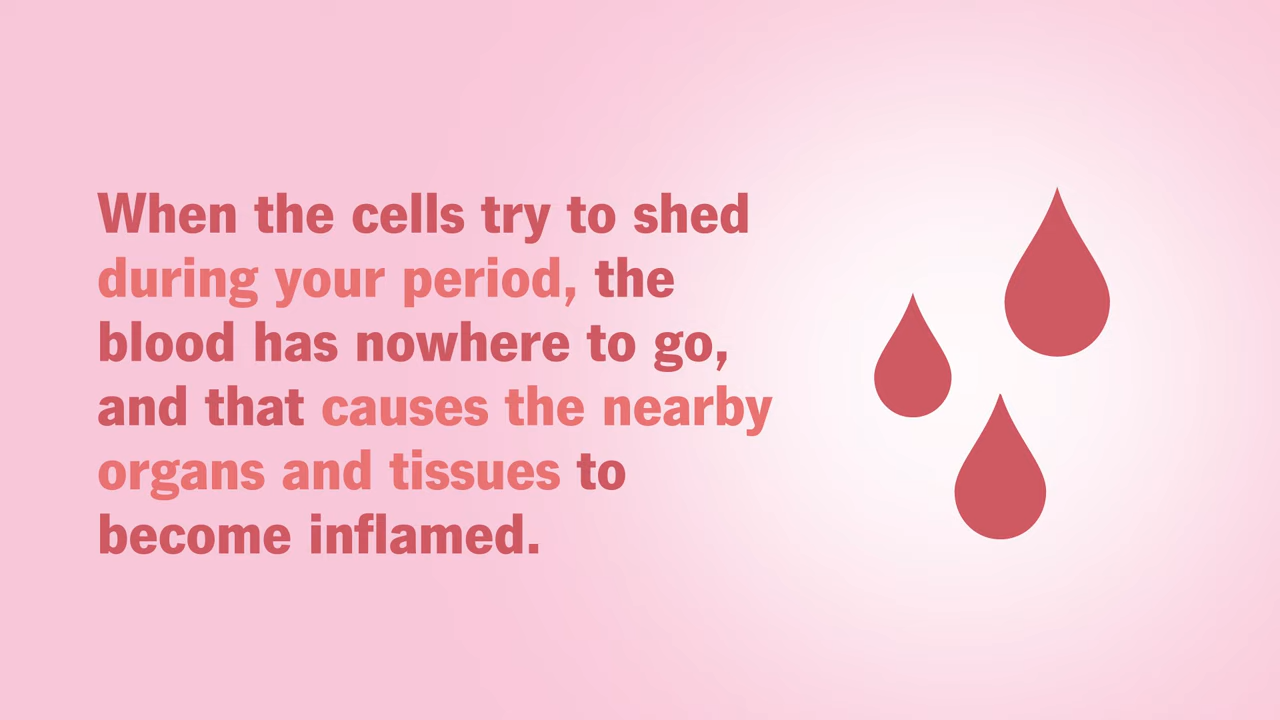 When the cells try to shed
during your period, the
blood has nowhere to go,
and that causes the nearby
organs and tissues to
become inflamed.